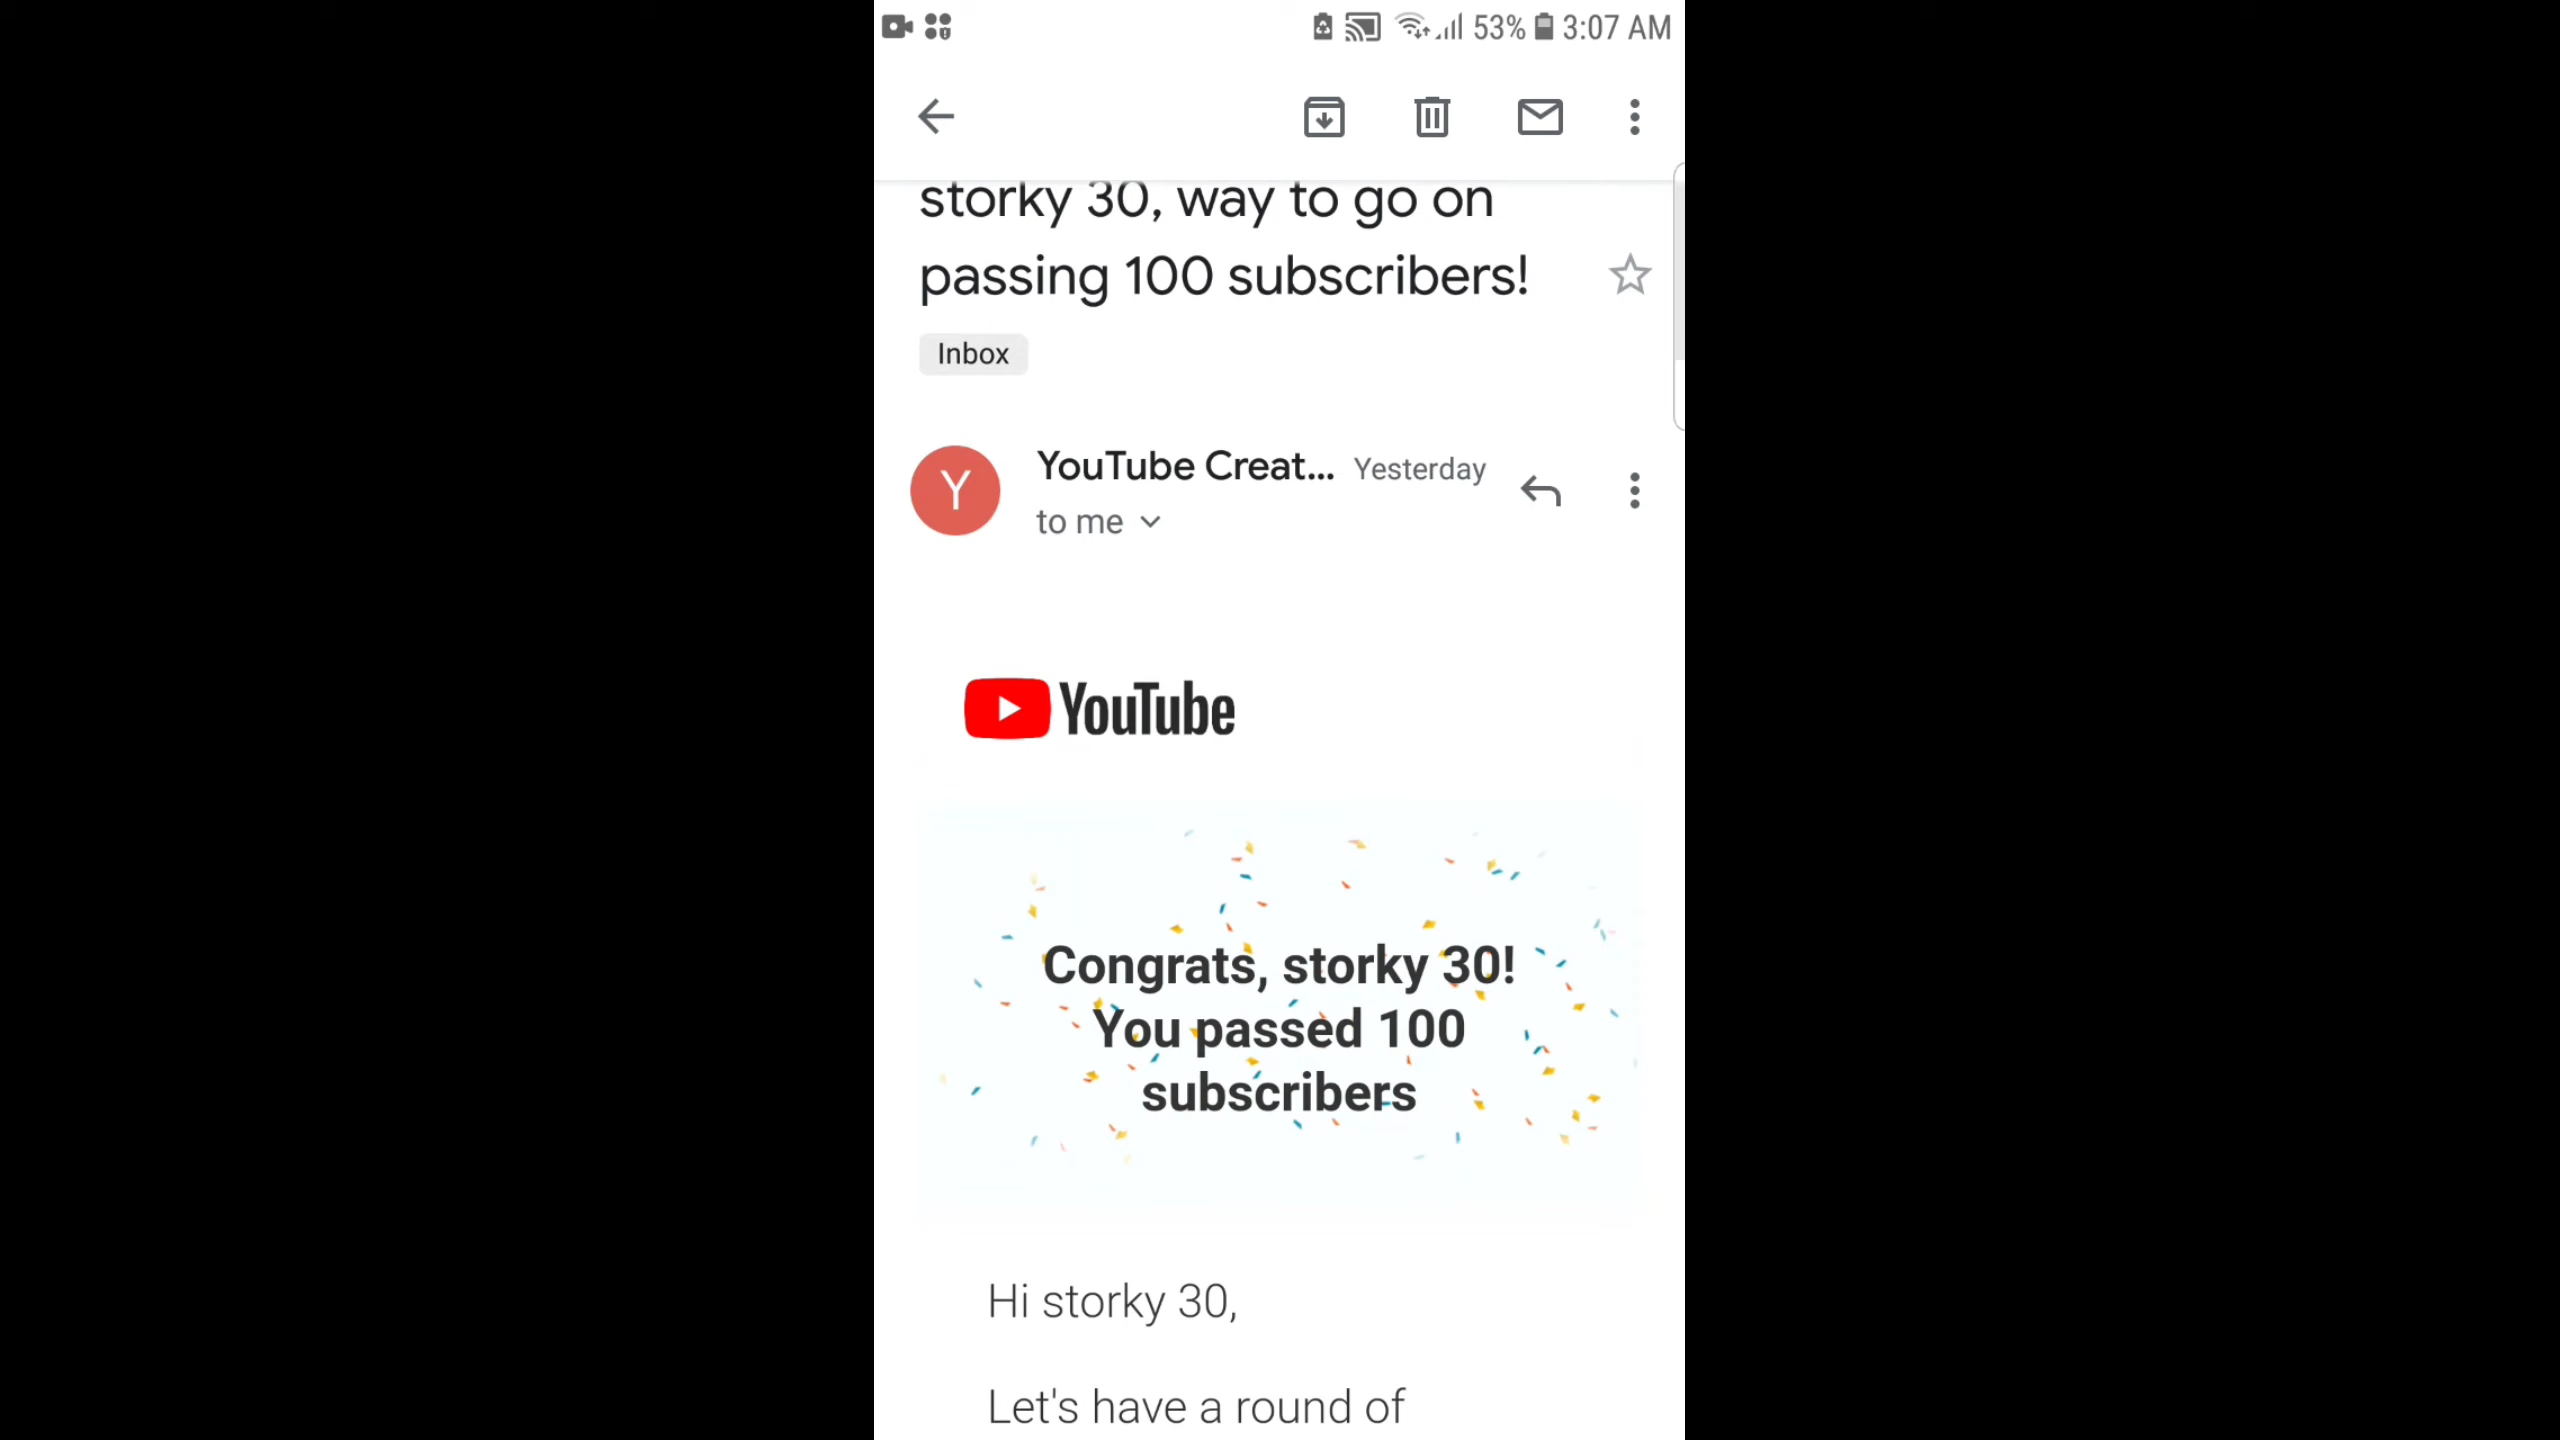 53% 3:07 AM
storky 30, way to go on
passing 100 subscribers!
Inbox
Y
YouTube Creat... Yesterday
to me
YouTube
Congrats, storky 30!
You passed 100
subscribers
Hi storky 30,
Let's have a round of